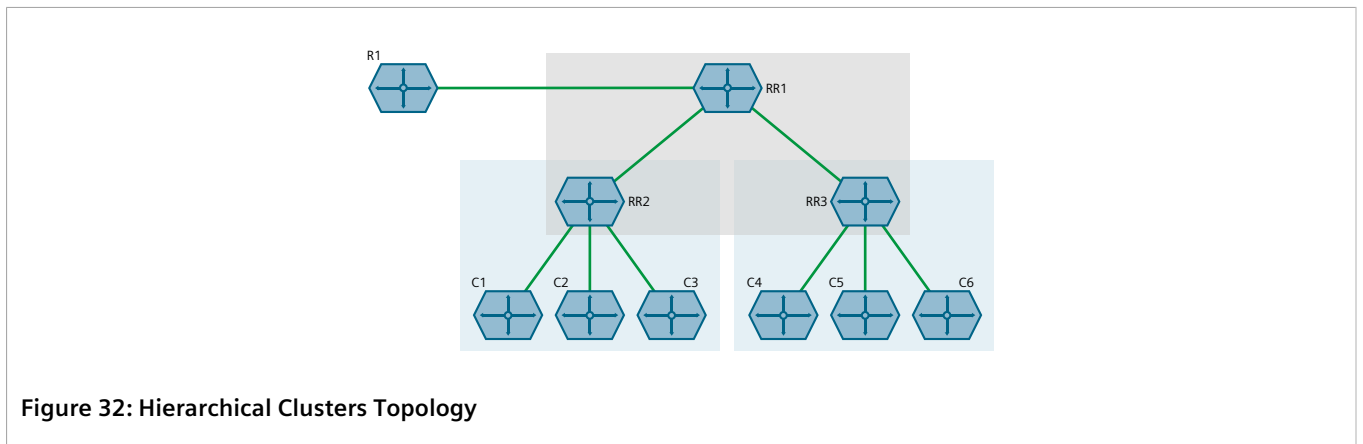 R1
RR1
RR2
RR3
C1
C2
C3
C4
C5
C6
Figure 32: Hierarchical Clusters Topology